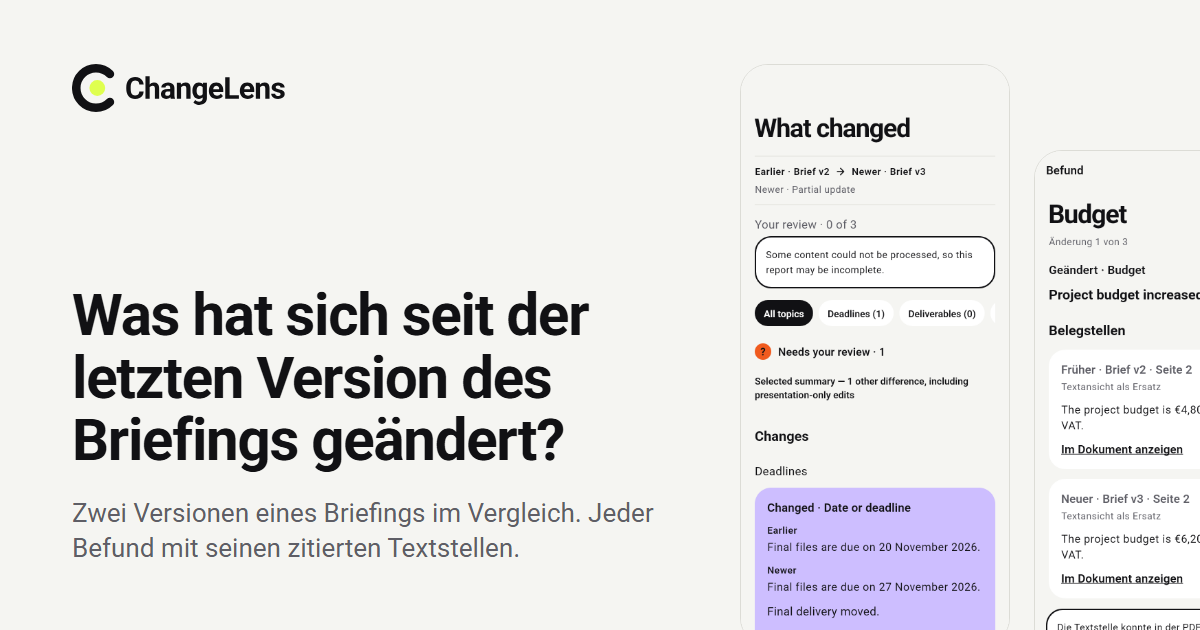 ChangeLens
Was hat sich seit der
letzten Version des
Briefings geändert?
Zwei Versionen eines Briefings im Vergleich. Jeder
Befund mit seinen zitierten Textstellen.
What changed
Earlier · Brief v2 → Newer · Brief v3
Newer · Partial update
Your review · 0 of 3
Some content could not be processed, so this
report may be incomplete.
All topics
Deadlines (1)
Deliverables (0)
? Needs your review · 1
Selected summary — 1 other difference, including
presentation-only edits
Changes
Deadlines
Changed · Date or deadline
Earlier
Final files are due on 20 November 2026.
Newer
Final files are due on 27 November 2026.
Final delivery moved.
Befund
Budget
Änderung 1 von 3
Geändert · Budget
Project budget increased
Belegstellen
Früher · Brief v2 · Seite 2
Textansicht als Ersatz
The project budget is €4,80
VAT.
Im Dokument anzeigen
Neuer · Brief v3 · Seite 2
Textansicht als Ersatz
The project budget is €6,20
VAT.
Im Dokument anzeigen
Die Textstelle konnte in der PDF